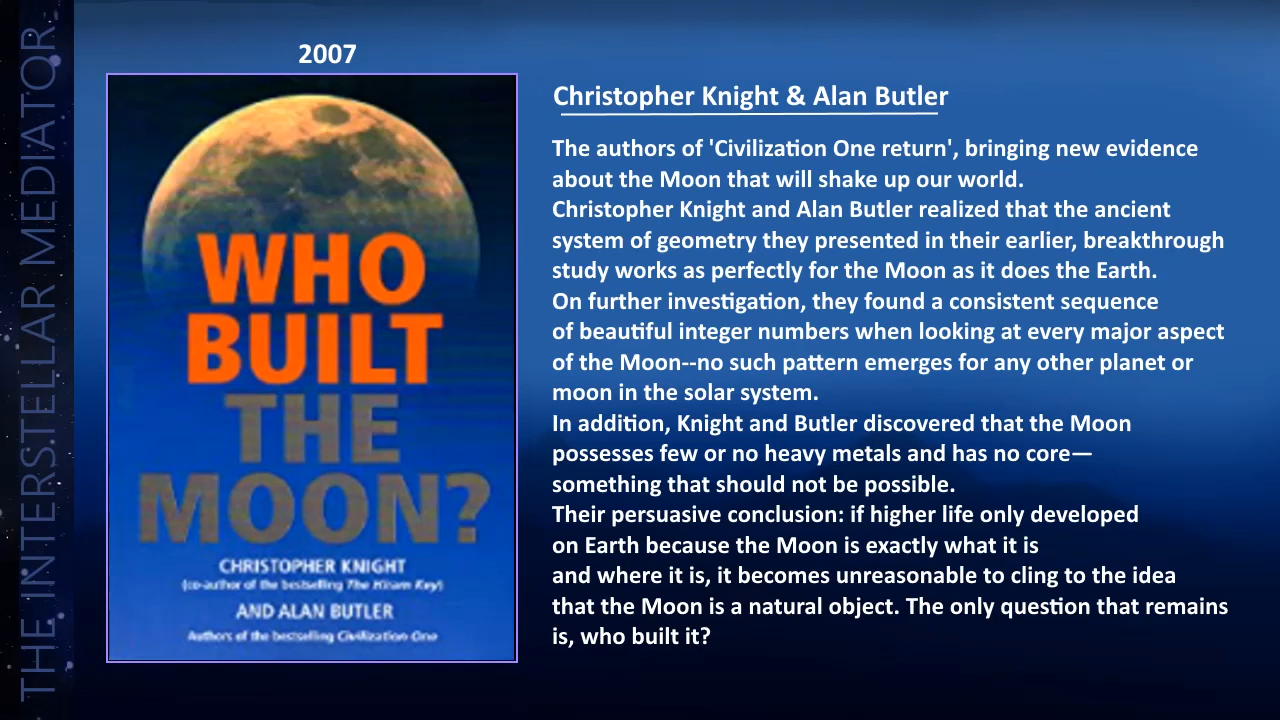 THE INTERSTELLAR MEDIATOR
2007
WHO
BUILT
THE
MOON?
CHRISTOPHER KNIGHT
(co-author of the bestselling The Hiram Key)
AND ALAN BUTLER
Authors of the bestselling Civilization One
Christopher Knight & Alan Butler
The authors of 'Civilization One return', bringing new evidence
about the Moon that will shake up our world.
Christopher Knight and Alan Butler realized that the ancient
system of geometry they presented in their earlier, breakthrough
study works as perfectly for the Moon as it does the Earth.
On further investigation, they found a consistent sequence
of beautiful integer numbers when looking at every major aspect
of the Moon--no such pattern emerges for any other planet or
moon in the solar system.
In addition, Knight and Butler discovered that the Moon
possesses few or no heavy metals and has no core—
something that should not be possible.
Their persuasive conclusion: if higher life only developed
on Earth because the Moon is exactly what it is
and where it is, it becomes unreasonable to cling to the idea
that the Moon is a natural object. The only question that remains
is, who built it?